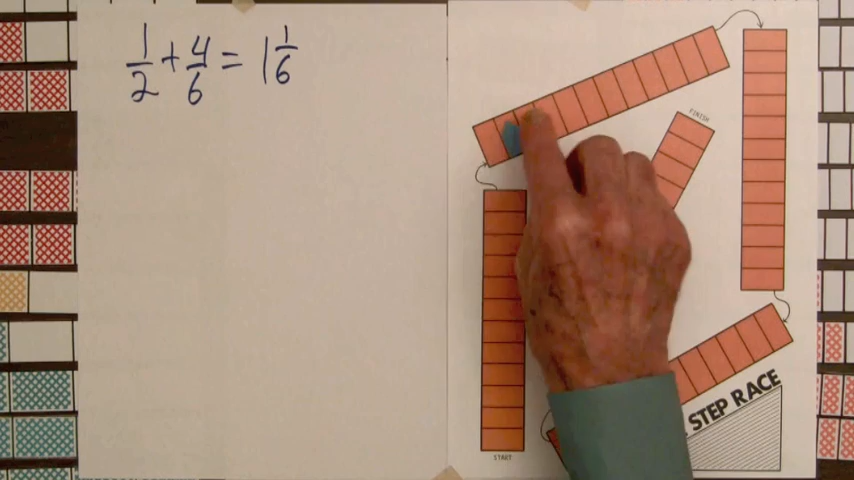 1/2 + 4/6 = 1 1/6
FINISH
STEP RACE
START